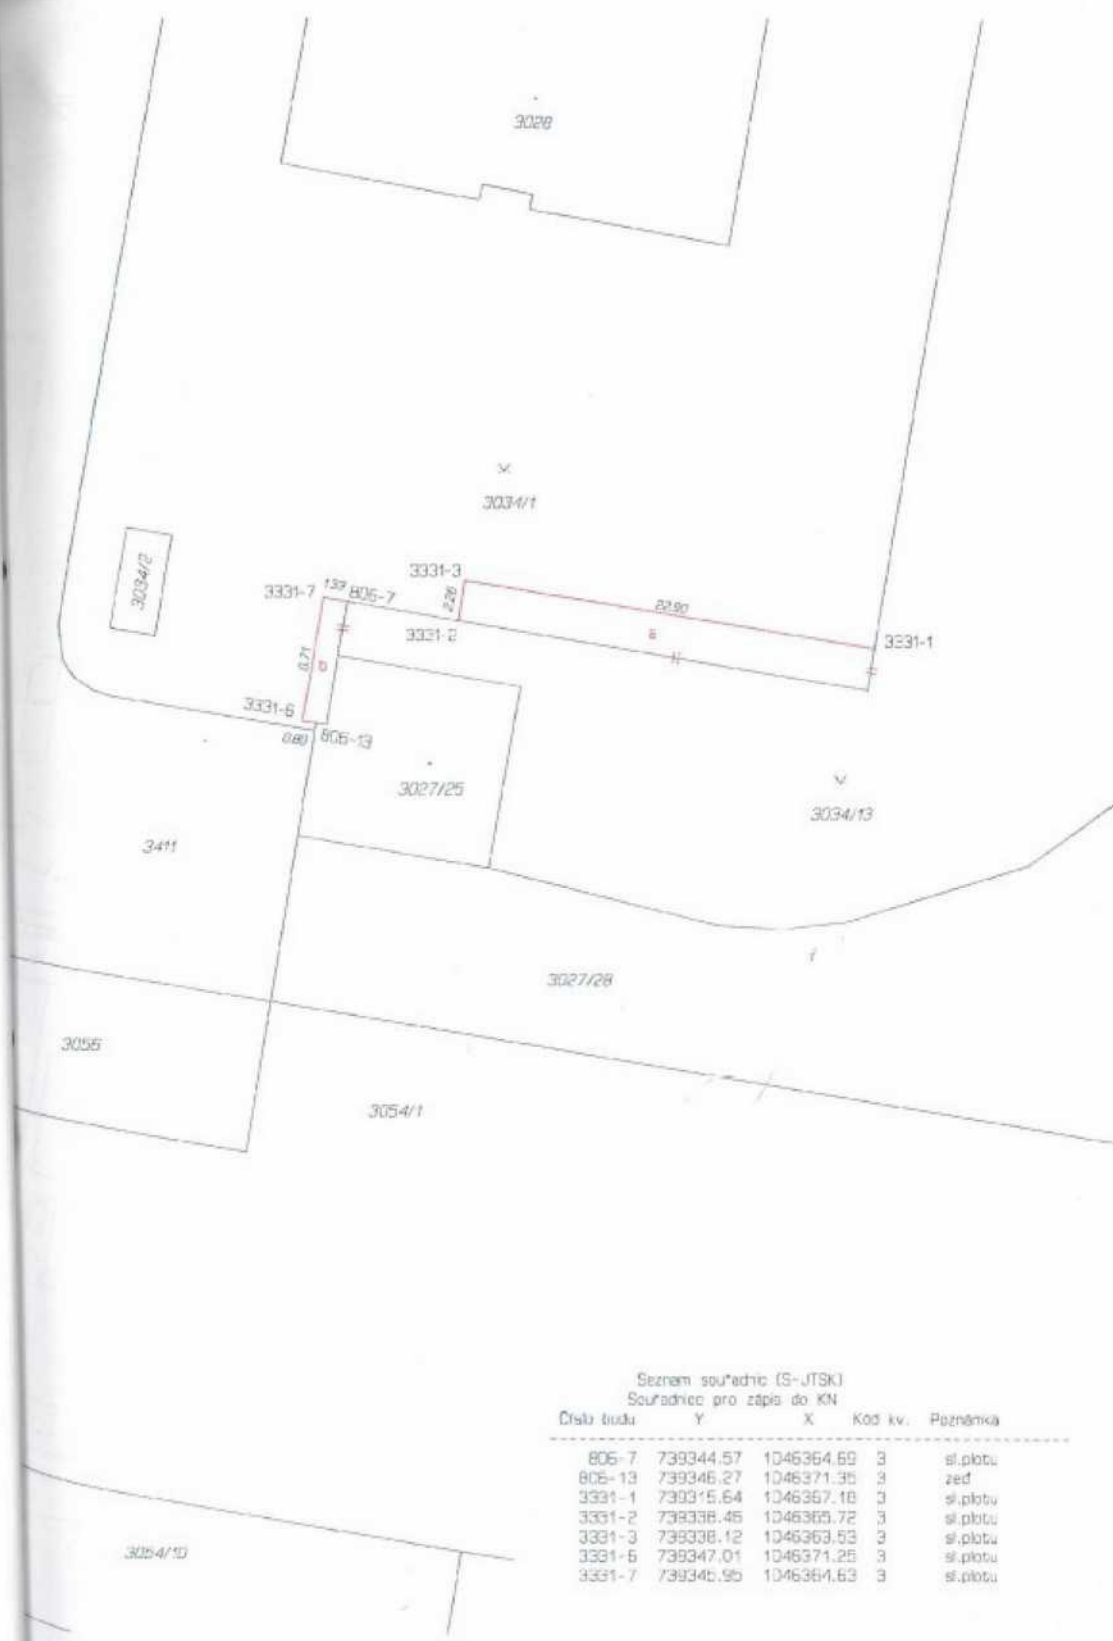 3028
3034/1
3034/2
3331-3
3331-7
1.39
806-7
2.26
22.90
3331-2
3331-1
6.71
3331-6
0.80
806-13
3027/25
3034/13
3411
3027/28
3056
3054/1
Seznam souřadnic (S-JTSK)
Souřadnice pro zápis do KN
Číslo bodu Y X Kód kv. Poznámka
806-7 739344.57 1046364.69 3 sl.plotu
806-13 739346.27 1046371.35 3 zeď
3331-1 739315.64 1046367.18 3 sl.plotu
3331-2 739338.46 1046365.72 3 sl.plotu
3331-3 739338.12 1046363.53 3 sl.plotu
3331-6 739347.01 1046371.25 3 sl.plotu
3331-7 739345.95 1046364.63 3 sl.plotu
3054/10